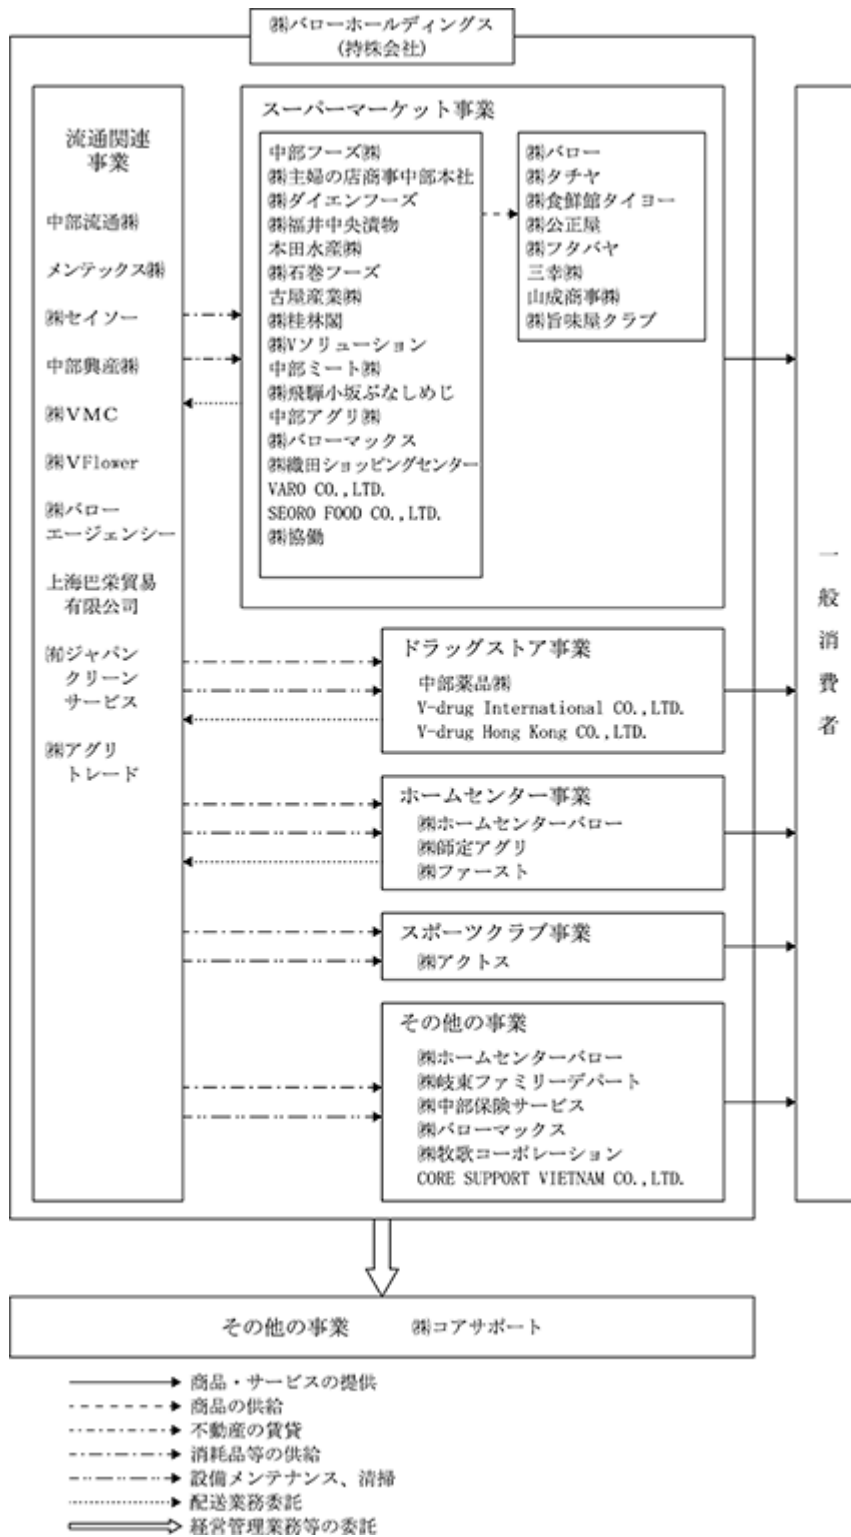 ㈱バローホールディングス
(持株会社)
流通関連
事業
中部流通㈱
メンテックス㈱
㈱セイソー
中部興産㈱
㈱VMC
㈱VFlower
㈱バロー
エージェンシー
上海巴栄貿易
有限公司
㈲ジャパン
クリーン
サービス
㈱アグリ
トレード
スーパーマーケット事業
中部フーズ㈱
㈱主婦の店商事中部本社
㈱ダイエンフーズ
㈱福井中央漬物
本田水産㈱
㈱石巻フーズ
古屋産業㈱
㈱桂林閣
㈱Vソリューション
中部ミート㈱
㈱飛騨小坂ぶなしめじ
中部アグリ㈱
㈱バローマックス
㈱織田ショッピングセンター
VARO CO.,LTD.
SEORO FOOD CO.,LTD.
㈱協働
㈱バロー
㈱タチヤ
㈱食鮮館タイヨー
㈱公正屋
㈱フタバヤ
三幸㈱
山成商事㈱
㈱旨味屋クラブ
ドラッグストア事業
中部薬品㈱
V-drug International CO.,LTD.
V-drug Hong Kong CO.,LTD.
ホームセンター事業
㈱ホームセンターバロー
㈱師定アグリ
㈱ファースト
スポーツクラブ事業
㈱アクトス
その他の事業
㈱ホームセンターバロー
㈱岐東ファミリーデパート
㈱中部保険サービス
㈱バローマックス
㈱牧歌コーポレーション
CORE SUPPORT VIETNAM CO.,LTD.
一般消費者
その他の事業 ㈱コアサポート
商品・サービスの提供
商品の供給
不動産の賃貸
消耗品等の供給
設備メンテナンス、清掃
配送業務委託
経営管理業務等の委託